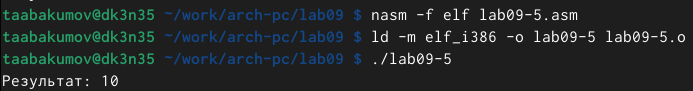 taabakumov@dk3n35 ~/work/arch-pc/lab09 $ nasm -f elf lab09-5.asm
taabakumov@dk3n35 ~/work/arch-pc/lab09 $ ld -m elf_i386 -o lab09-5 lab09-5.o
taabakumov@dk3n35 ~/work/arch-pc/lab09 $ ./lab09-5
Результат: 10